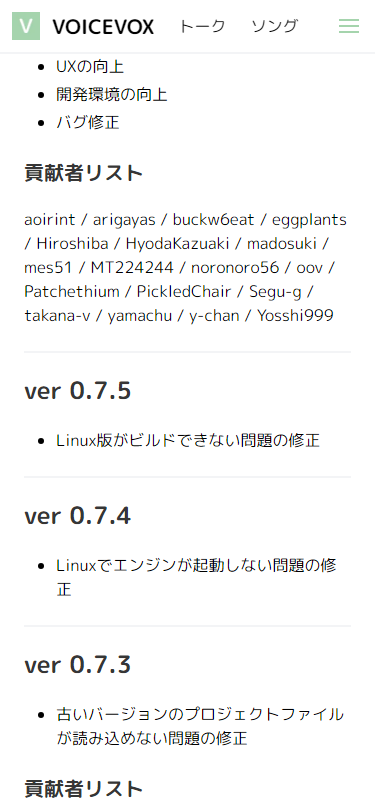 V VOICEVOX トーク ソング
UXの向上
開発環境の向上
バグ修正
貢献者リスト
aoirint / arigayas / buckw6eat / eggplants
/ Hiroshiba / HyodaKazuaki / madosuki /
mes51 / MT224244 / noronoro56 / oov /
Patchethium / PickledChair / Segu-g /
takana-v / yamachu / y-chan / Yosshi999
ver 0.7.5
Linux版がビルドできない問題の修正
ver 0.7.4
Linuxでエンジンが起動しない問題の修
正
ver 0.7.3
古いバージョンのプロジェクトファイル
が読み込めない問題の修正
貢献者リスト